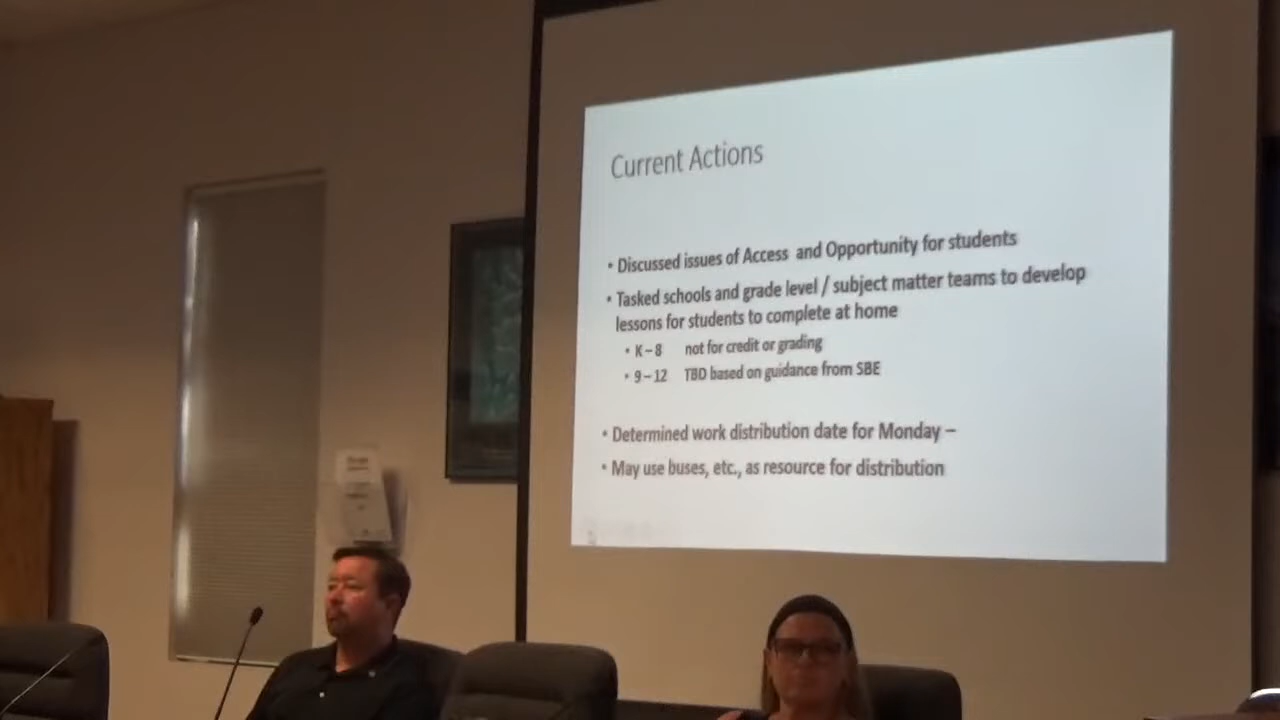 Current Actions
• Discussed issues of Access and Opportunity for students
• Tasked schools and grade level / subject matter teams to develop
lessons for students to complete at home
• K – 8 not for credit or grading
• 9 – 12 TBD based on guidance from SBE
• Determined work distribution date for Monday –
• May use buses, etc., as resource for distribution